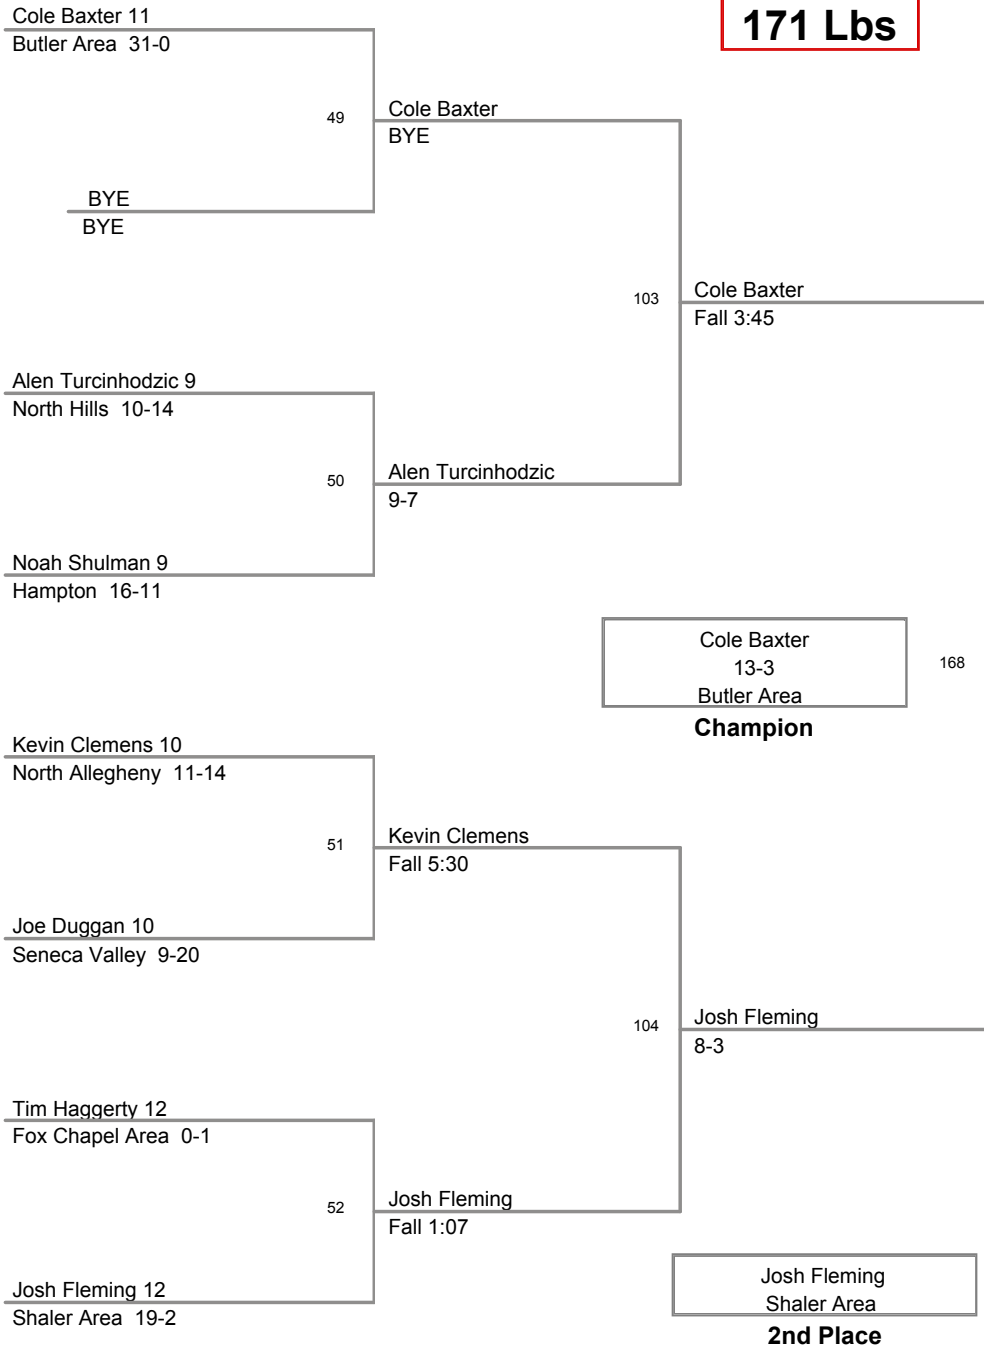 Cole Baxter 11
Butler Area 31-0
171 Lbs
49
Cole Baxter
BYE
BYE
BYE
103
Cole Baxter
Fall 3:45
Alen Turcinhodzic 9
North Hills 10-14
50
Alen Turcinhodzic
9-7
Noah Shulman 9
Hampton 16-11
Cole Baxter
13-3
Butler Area
168
Champion
Kevin Clemens 10
North Allegheny 11-14
51
Kevin Clemens
Fall 5:30
Joe Duggan 10
Seneca Valley 9-20
104
Josh Fleming
8-3
Tim Haggerty 12
Fox Chapel Area 0-1
52
Josh Fleming
Fall 1:07
Josh Fleming 12
Shaler Area 19-2
Josh Fleming
Shaler Area
2nd Place